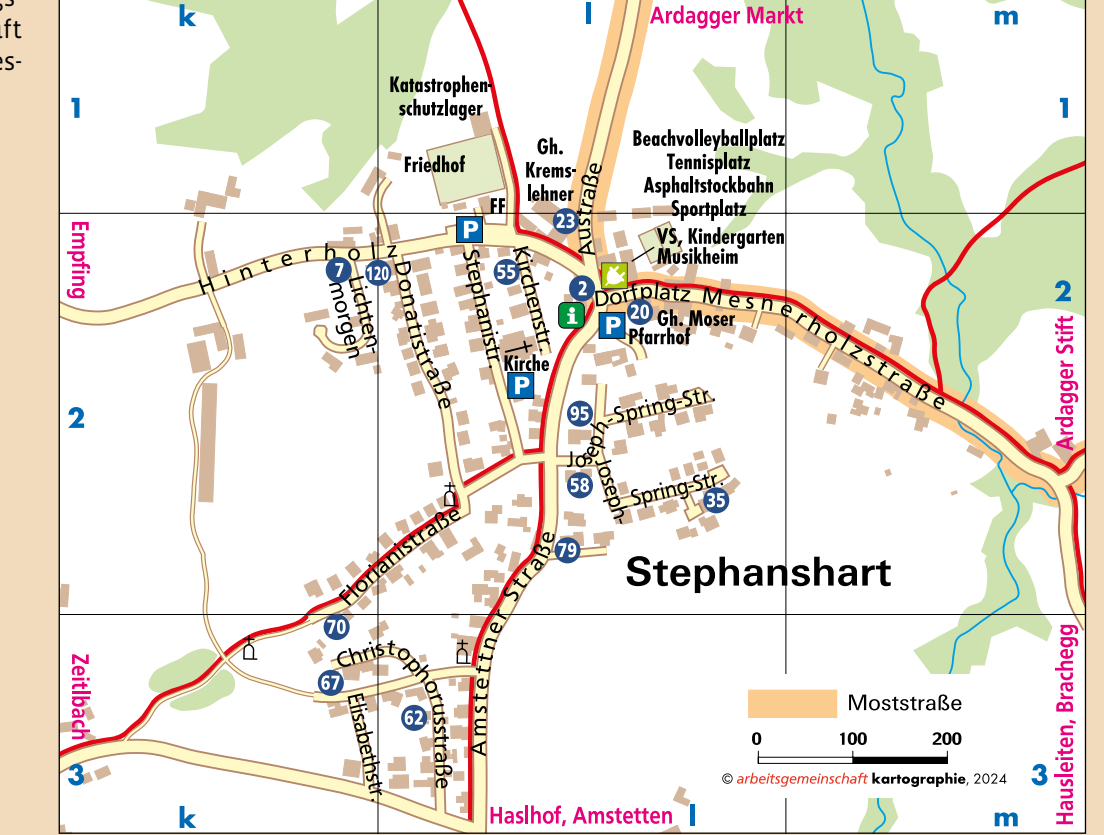 ft
es-
k
l
m
Ardagger Markt
1
1
Katastrophen-
schutzlager
Friedhof
FF
Gh.
Krems-
lehner
23
Austraße
Beachvolleyballplatz
Tennisplatz
Asphaltstockbahn
Sportplatz
VS, Kindergarten
Musikheim
Empfing
Hinterholz
P
7
120
55
2
i
Dorfplatz
Mesnerholzstraße
20
Gh. Moser
P
Pfarrhof
Lichten-
morgen
Donatistraße
Stephanistr.
Kirchenstr.
Kirche
P
2
2
Ardagger Stift
95
Joseph-Spring-Str.
58
Joseph-
Spring-Str.
35
79
Florianistraße
Amstettner Straße
Stephanshart
70
Christophorusstraße
67
62
Elisabethstr.
Zeitlbach
Hausleiten, Brachegg
Moststraße
0
100
200
© arbeitsgemeinschaft kartographie, 2024
3
3
k
Haslhof, Amstetten
l
m